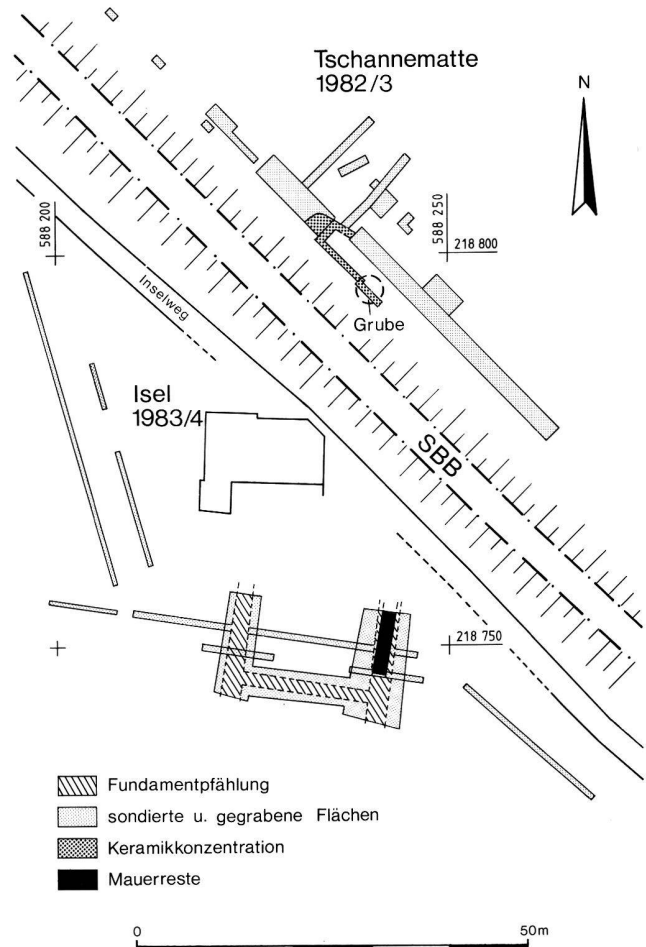 Tschannematte
1982/3
N
588 200
588 250
218 800
Inselweg
Grube
Isel
1983/4
SBB
218 750
Fundamentpfählung
sondierte u. gegrabene Flächen
Keramikkonzentration
Mauerreste
0
50m